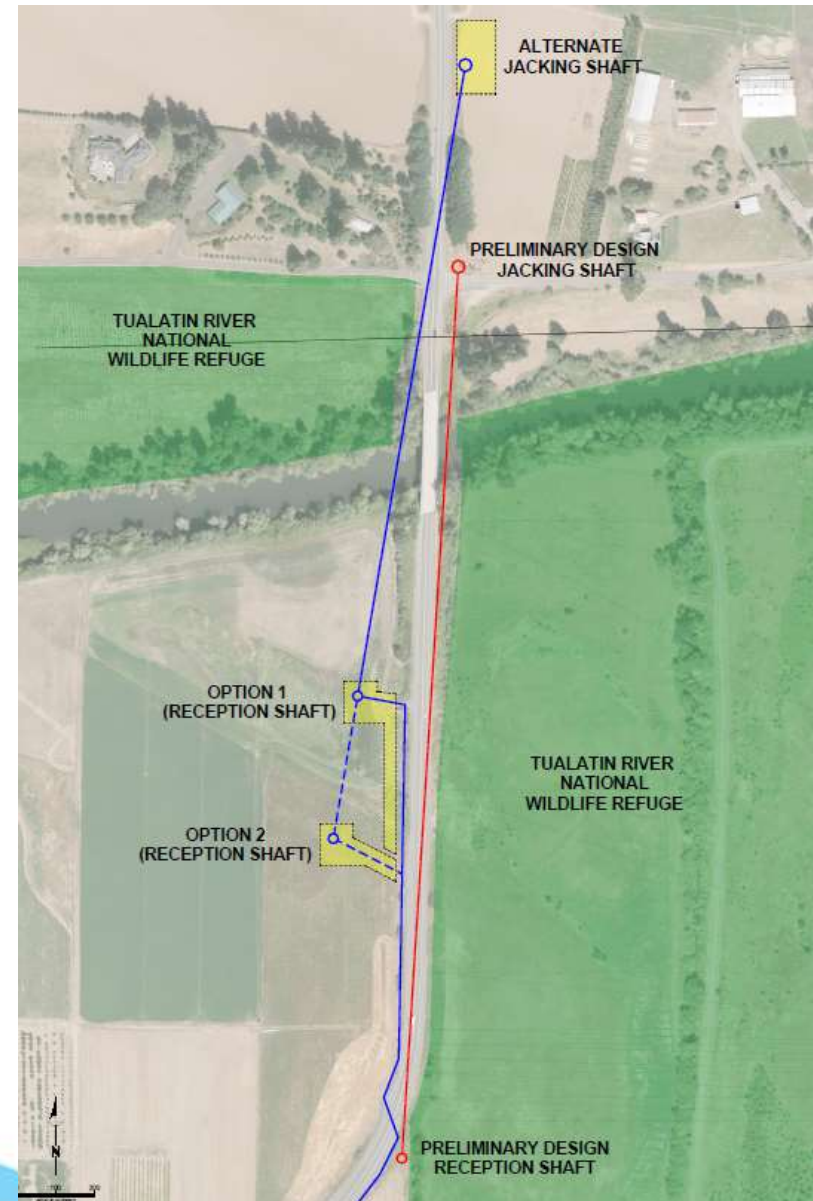 ALTERNATE
JACKING SHAFT
PRELIMINARY DESIGN
JACKING SHAFT
TUALATIN RIVER
NATIONAL
WILDLIFE REFUGE
OPTION 1
(RECEPTION SHAFT)
TUALATIN RIVER
NATIONAL
WILDLIFE REFUGE
OPTION 2
(RECEPTION SHAFT)
N
PRELIMINARY DESIGN
RECEPTION SHAFT